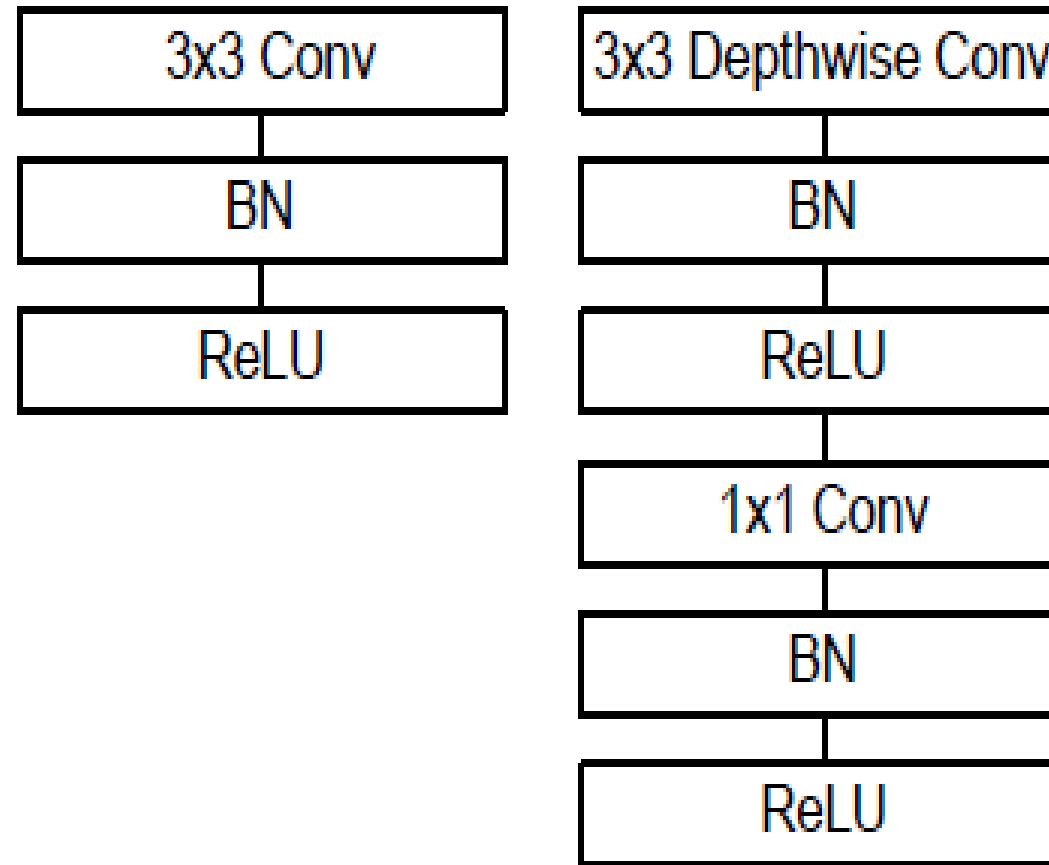 3x3 Conv
BN
ReLU
3x3 Depthwise Conv
BN
ReLU
1x1 Conv
BN
ReLU